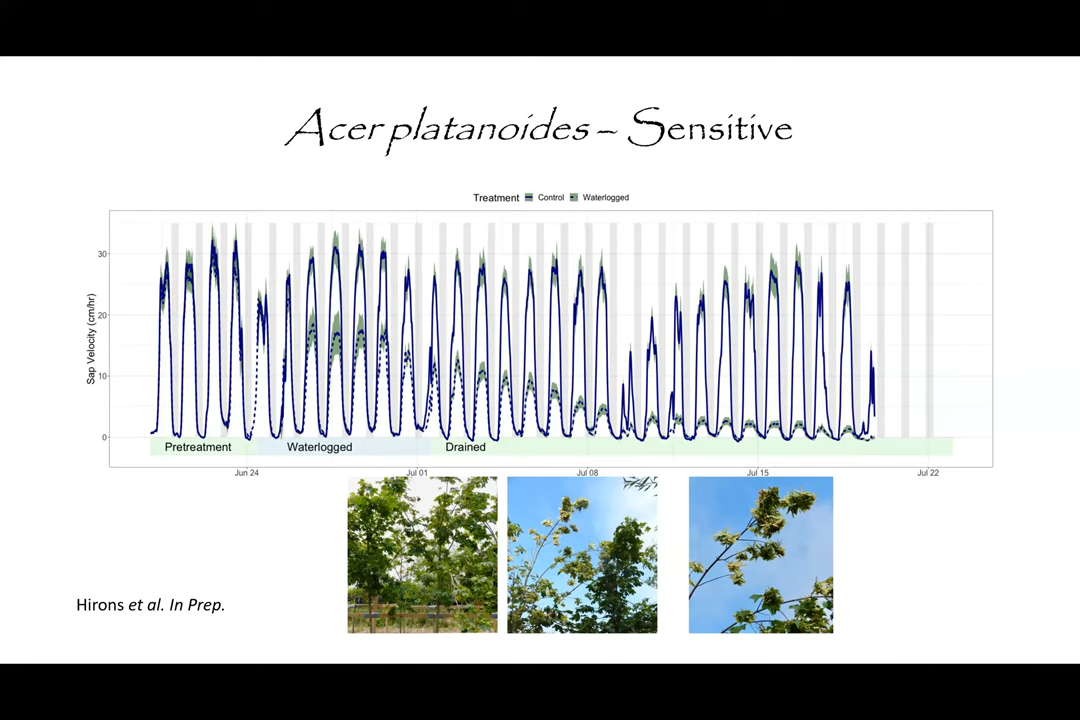 Acer platanoides – Sensitive
Treatment Control Waterlogged
Sap Velocity (cm/hr)
30
20
10
0
Pretreatment Waterlogged Drained
Jun 24 Jul 01 Jul 08 Jul 15 Jul 22
Hirons et al. In Prep.